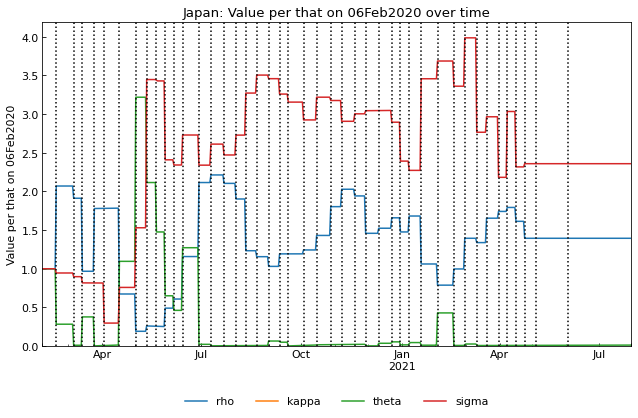 Japan: Value per that on 06Feb2020 over time
Value per that on 06Feb2020
4.0
3.5
3.0
2.5
2.0
1.5
1.0
0.5
0.0
Apr Jul Oct Jan Apr Jul
2021
rho kappa theta sigma